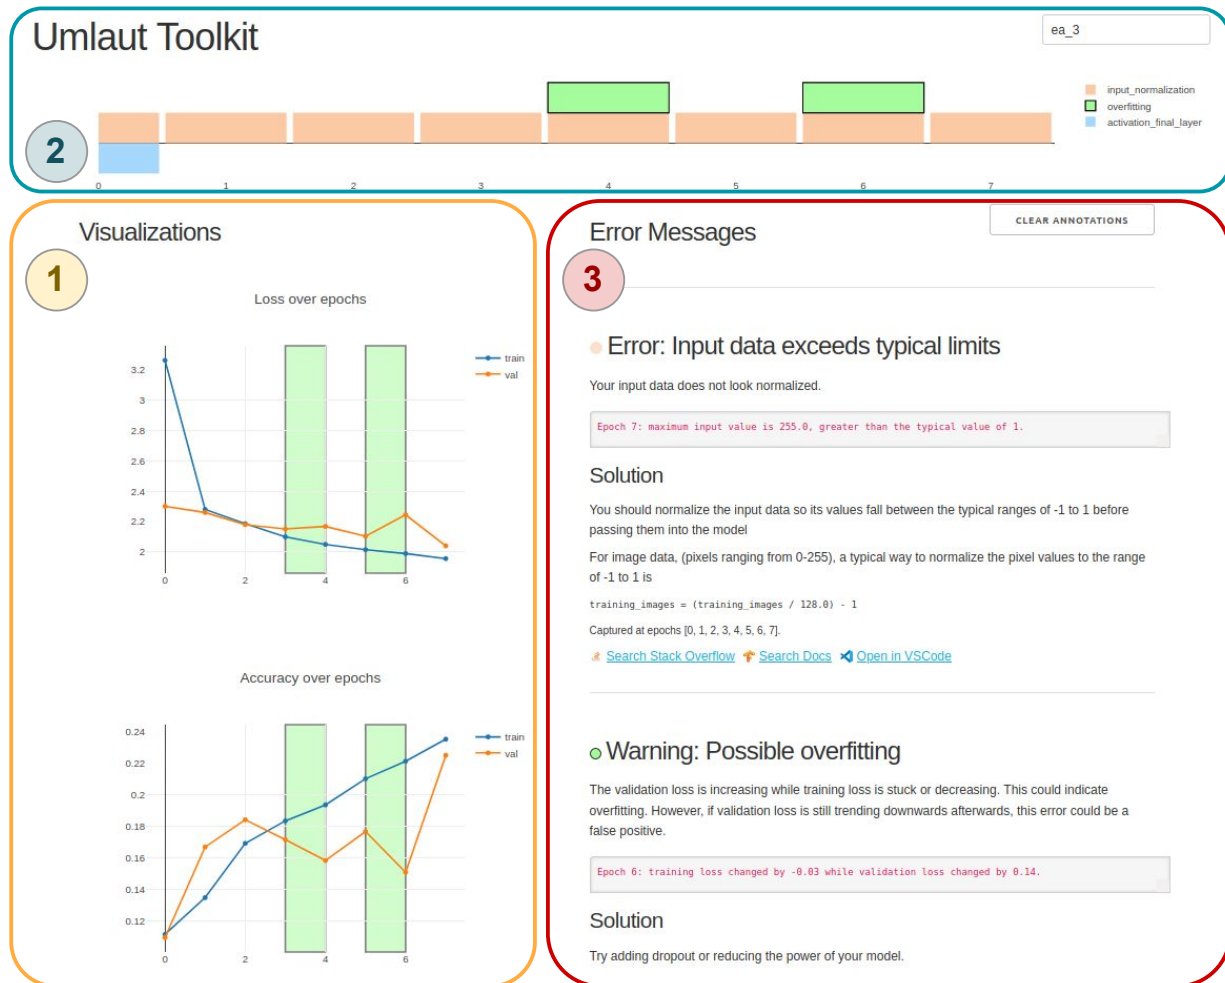 Umlaut Toolkit
ea_3
input_normalization
overfitting
activation_final_layer
2
0 1 2 3 4 5 6 7
Visualizations
1
Loss over epochs
train
val
3.2
3
2.8
2.6
2.4
2.2
2
0 2 4 6
Accuracy over epochs
train
val
0.24
0.22
0.2
0.18
0.16
0.14
0.12
0 2 4 6
Error Messages
CLEAR ANNOTATIONS
3
Error: Input data exceeds typical limits
Your input data does not look normalized.
Epoch 7: maximum input value is 255.0, greater than the typical value of 1.
Solution
You should normalize the input data so its values fall between the typical ranges of -1 to 1 before
passing them into the model
For image data, (pixels ranging from 0-255), a typical way to normalize the pixel values to the range
of -1 to 1 is
training_images = (training_images / 128.0) - 1
Captured at epochs [0, 1, 2, 3, 4, 5, 6, 7].
Search Stack Overflow Search Docs Open in VSCode
Warning: Possible overfitting
The validation loss is increasing while training loss is stuck or decreasing. This could indicate
overfitting. However, if validation loss is still trending downwards afterwards, this error could be a
false positive.
Epoch 6: training loss changed by -0.03 while validation loss changed by 0.14.
Solution
Try adding dropout or reducing the power of your model.